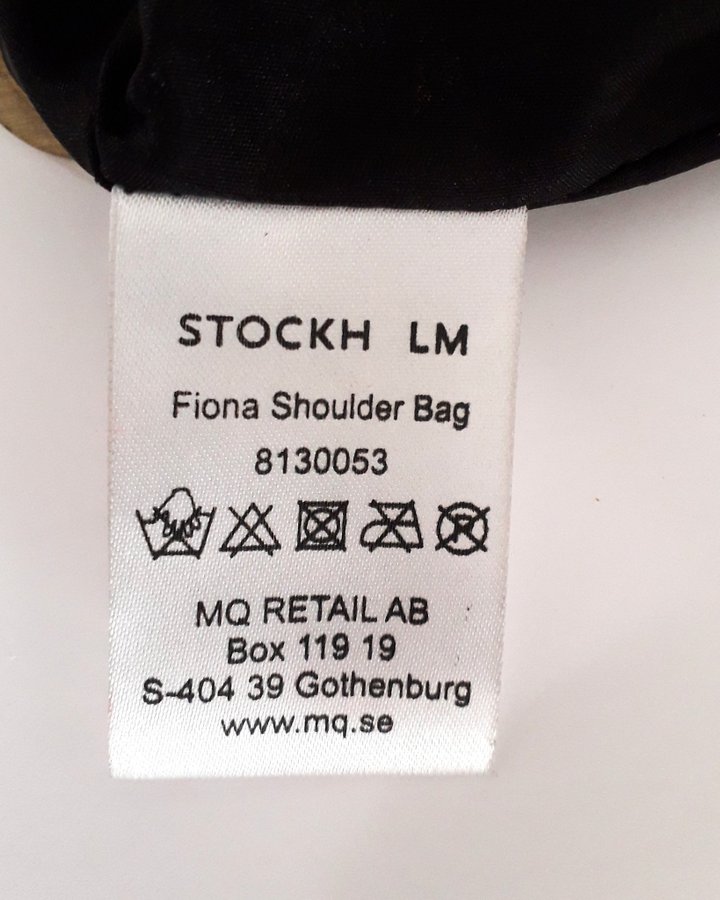 STOCKH LM
Fiona Shoulder Bag
8130053
MQ RETAIL AB
Box 119 19
S-404 39 Gothenburg
www.mq.se